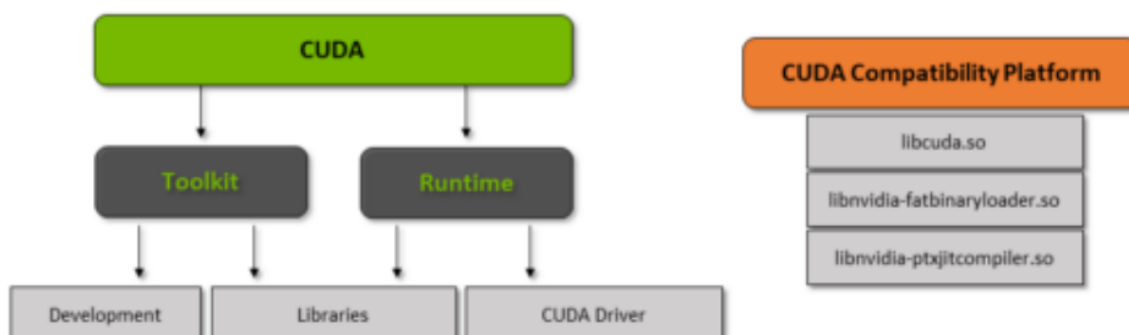 CUDA
CUDA Compatibility Platform
Toolkit
Runtime
libcuda.so
libnvidia-fatbinaryloader.so
libnvidia-ptxjitcompiler.so
Development
Libraries
CUDA Driver